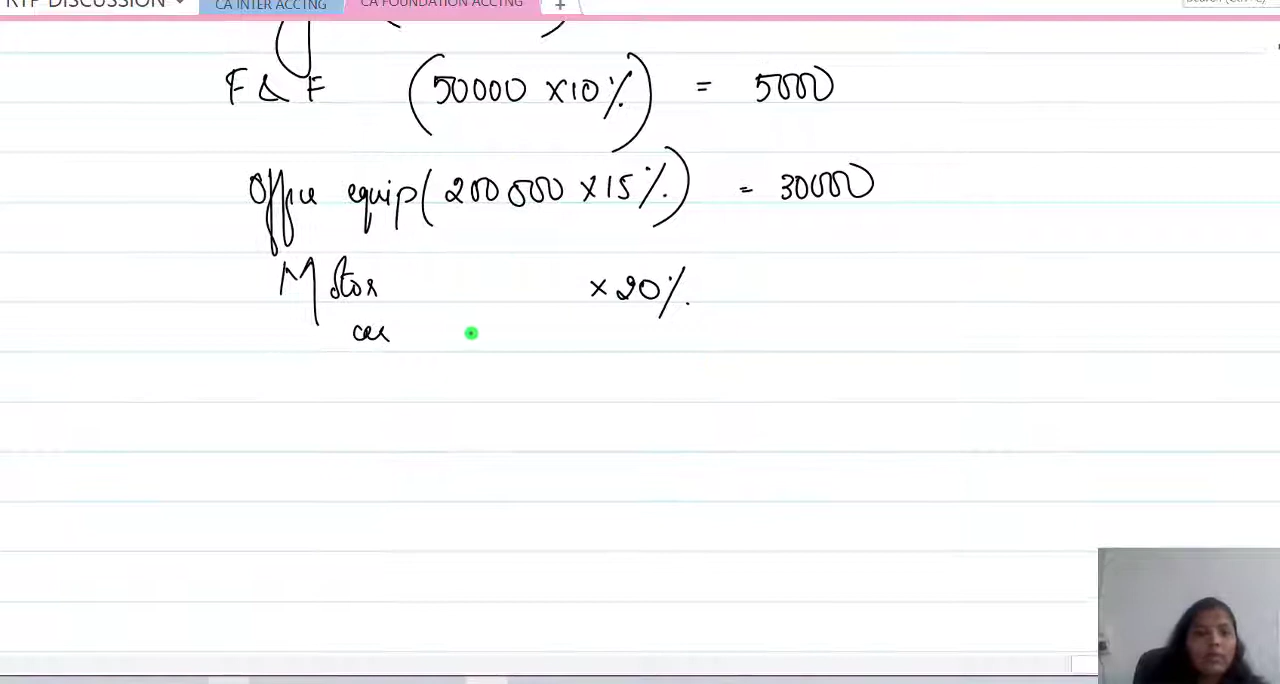 RTP DISCUSSION CA INTER ACCTNG CA FOUNDATION ACCTNG +
F & F (50000 ×10%) = 5000
Office equip (200000 ×15%) = 30000
Motor ×20%.
car